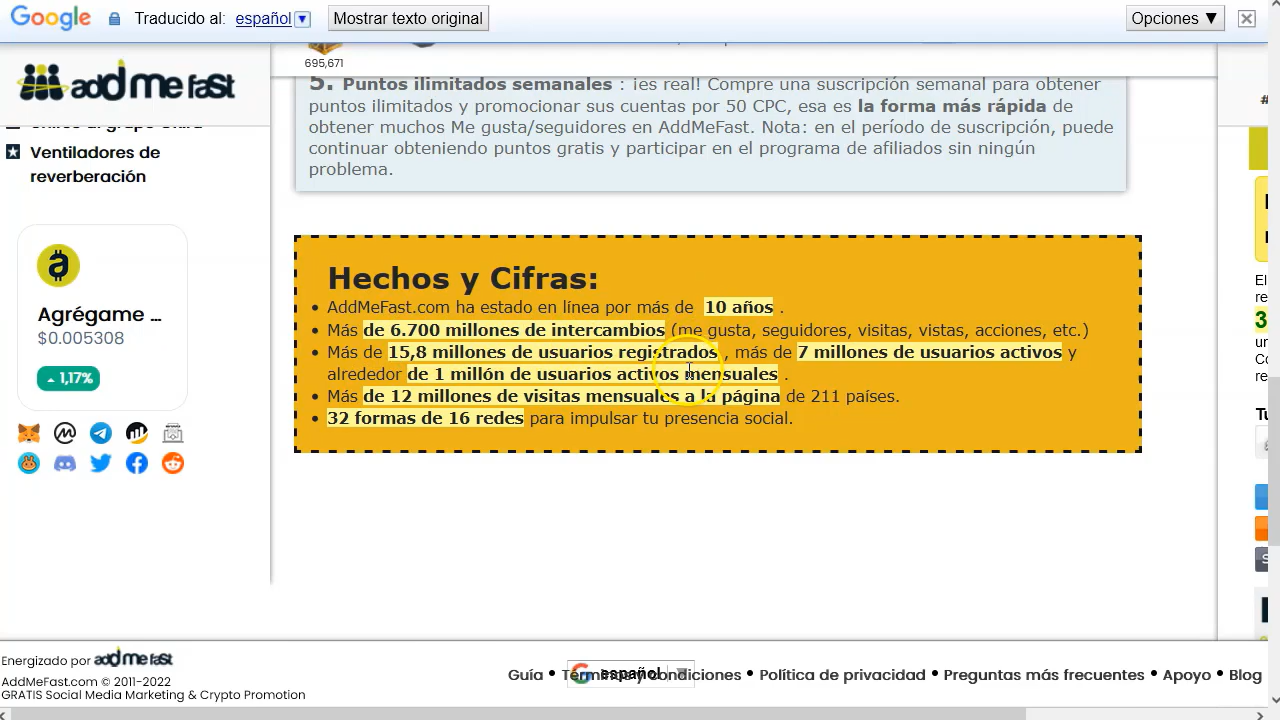 Google Traducido al: español Mostrar texto original Opciones ▼
695,671
addmefast
5. Puntos ilimitados semanales : ¡es real! Compre una suscripción semanal para obtener
puntos ilimitados y promocionar sus cuentas por 50 CPC, esa es la forma más rápida de
obtener muchos Me gusta/seguidores en AddMeFast. Nota: en el período de suscripción, puede
continuar obteniendo puntos gratis y participar en el programa de afiliados sin ningún
problema.
Ventiladores de
reverberación
Agrégame ...
$0.005308
1,17%
Hechos y Cifras:
• AddMeFast.com ha estado en línea por más de 10 años .
• Más de 6.700 millones de intercambios (me gusta, seguidores, visitas, vistas, acciones, etc.)
• Más de 15,8 millones de usuarios registrados , más de 7 millones de usuarios activos y
alrededor de 1 millón de usuarios activos mensuales .
• Más de 12 millones de visitas mensuales a la página de 211 países.
• 32 formas de 16 redes para impulsar tu presencia social.
Energizado por addmefast
AddMeFast.com © 2011-2022
GRATIS Social Media Marketing & Crypto Promotion
Guía • Términos y condiciones • Política de privacidad • Preguntas más frecuentes • Apoyo • Blog
español